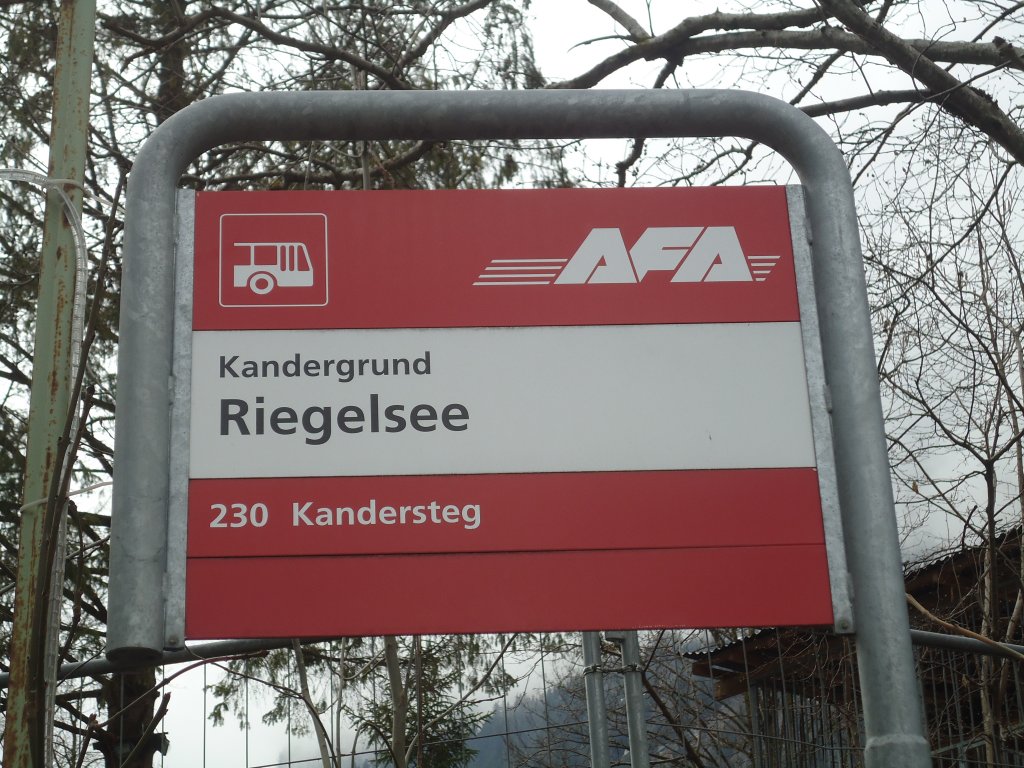 AFA
Kandergrund
Riegelsee
230 Kandersteg